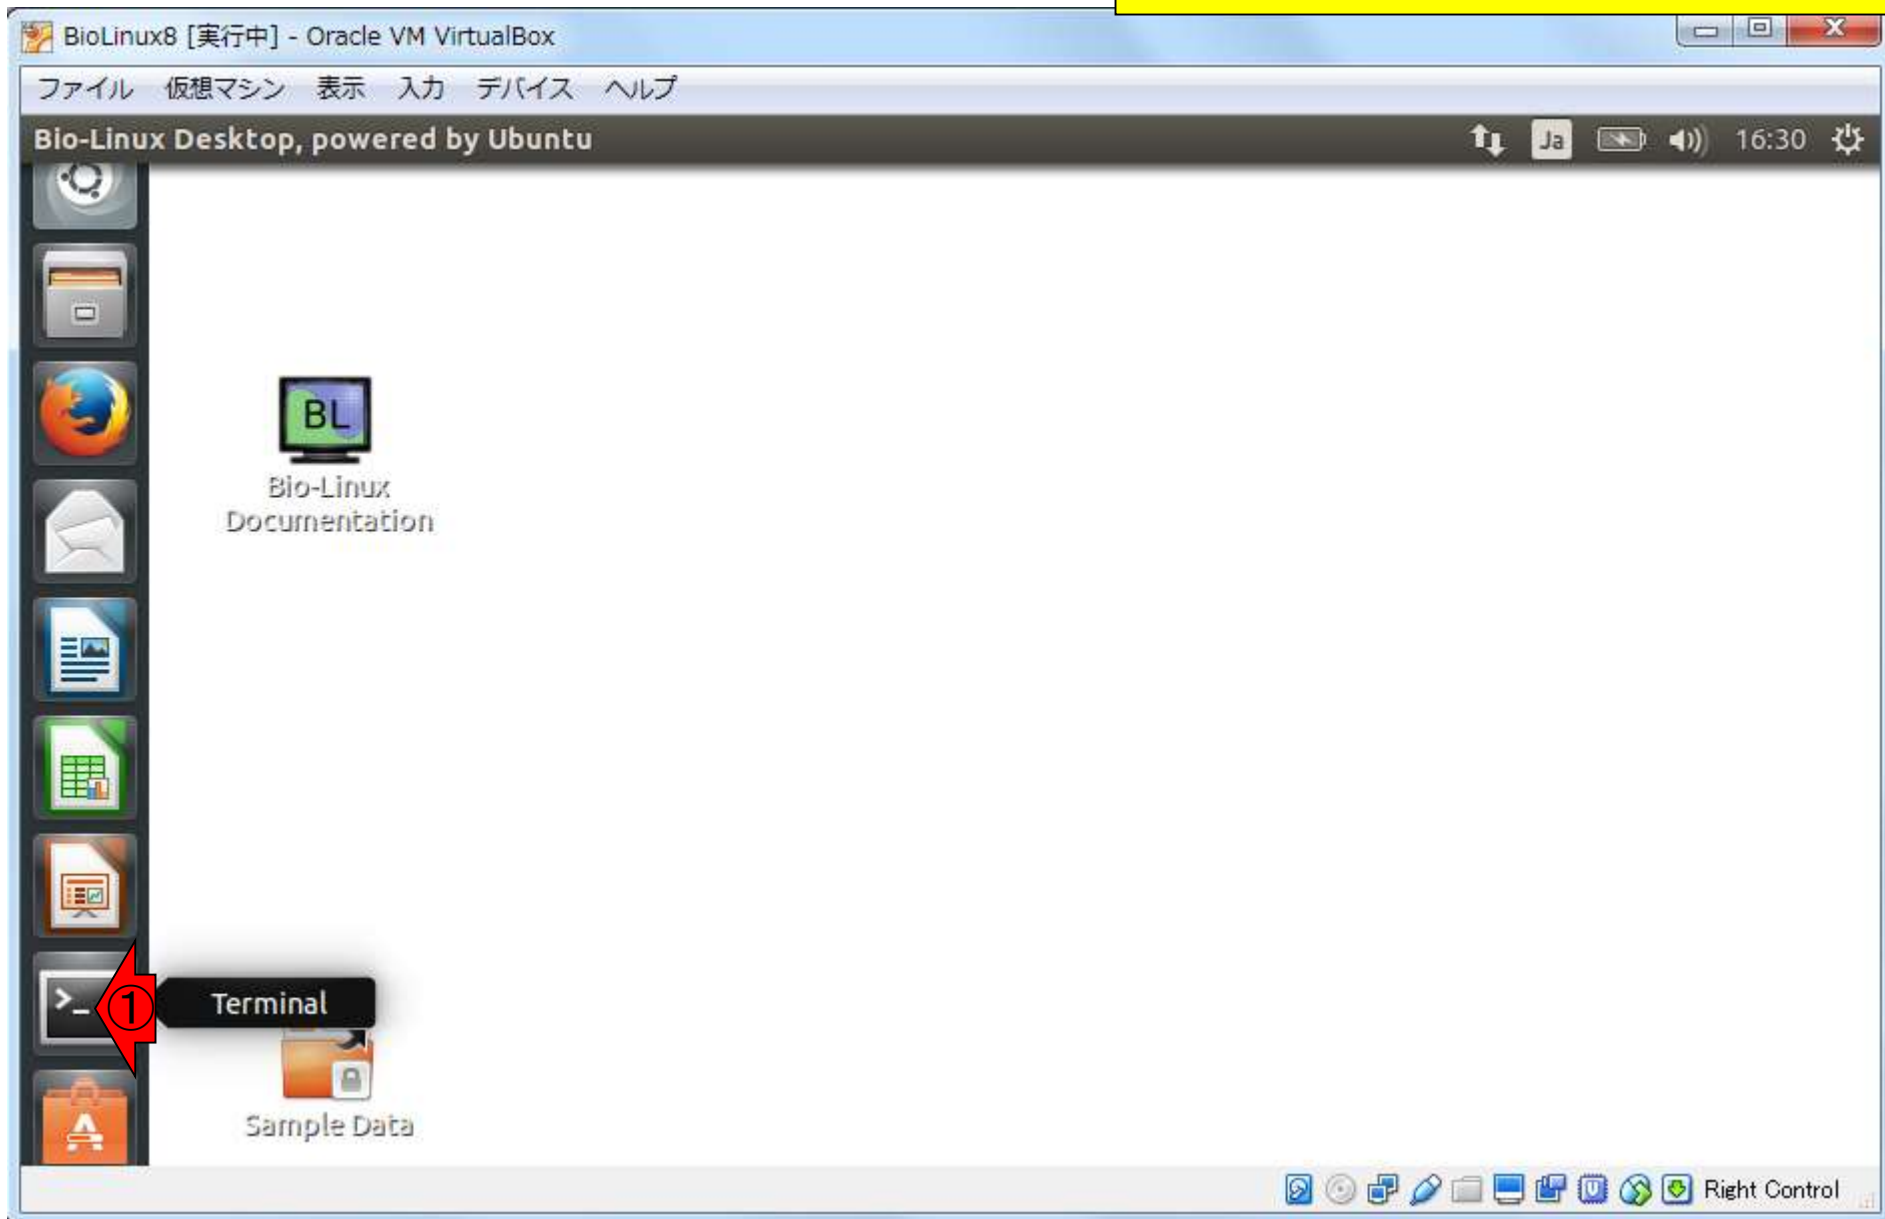 BioLinux8 [実行中] - Oracle VM VirtualBox
ファイル 仮想マシン 表示 入力 デバイス ヘルプ
Bio-Linux Desktop, powered by Ubuntu Ja 16:30
BL
Bio-Linux
Documentation
>_ ① Terminal
Sample Data
Right Control